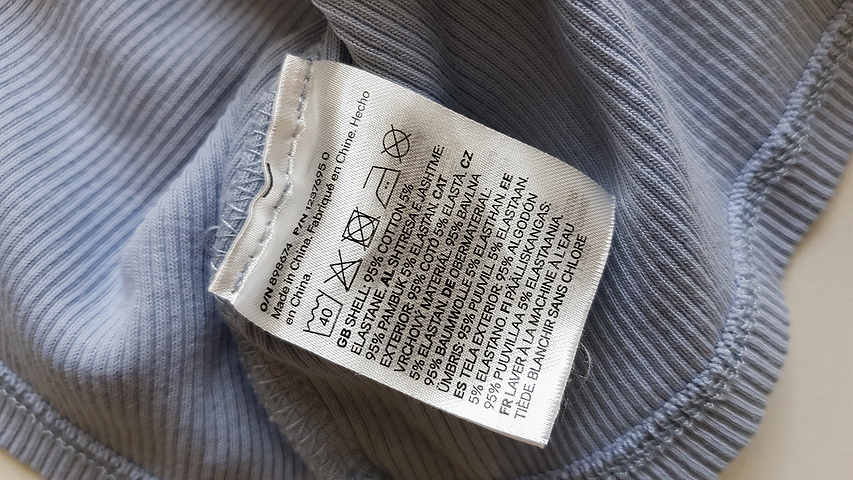 O/N 898674 P/N 1237695 0
Made in China. Fabriqué en Chine. Hecho
en China.
40
GB SHELL: 95% COTTON, 5%
ELASTANE. AL SHTRESA E JASHTME:
95% PAMBUK 5% ELASTAN. CAT
EXTERIOR: 95% COTÓ 5% ELASTÀ. CZ
VRCHOVÝ MATERIÁL: 95% BAVLNA
5% ELASTAN. DE OBERMATERIAL:
95% BAUMWOLLE 5% ELASTHAN. EE
ÜMBRIS: 95% PUUVILL 5% ELASTAAN.
ES TELA EXTERIOR: 95% ALGODÓN
5% ELASTANO. FI PÄÄLLISKANGAS:
95% PUUVILLAA 5% ELASTAANIA.
FR LAVER À LA MACHINE À L'EAU
TIÈDE. BLANCHIR SANS CHLORE